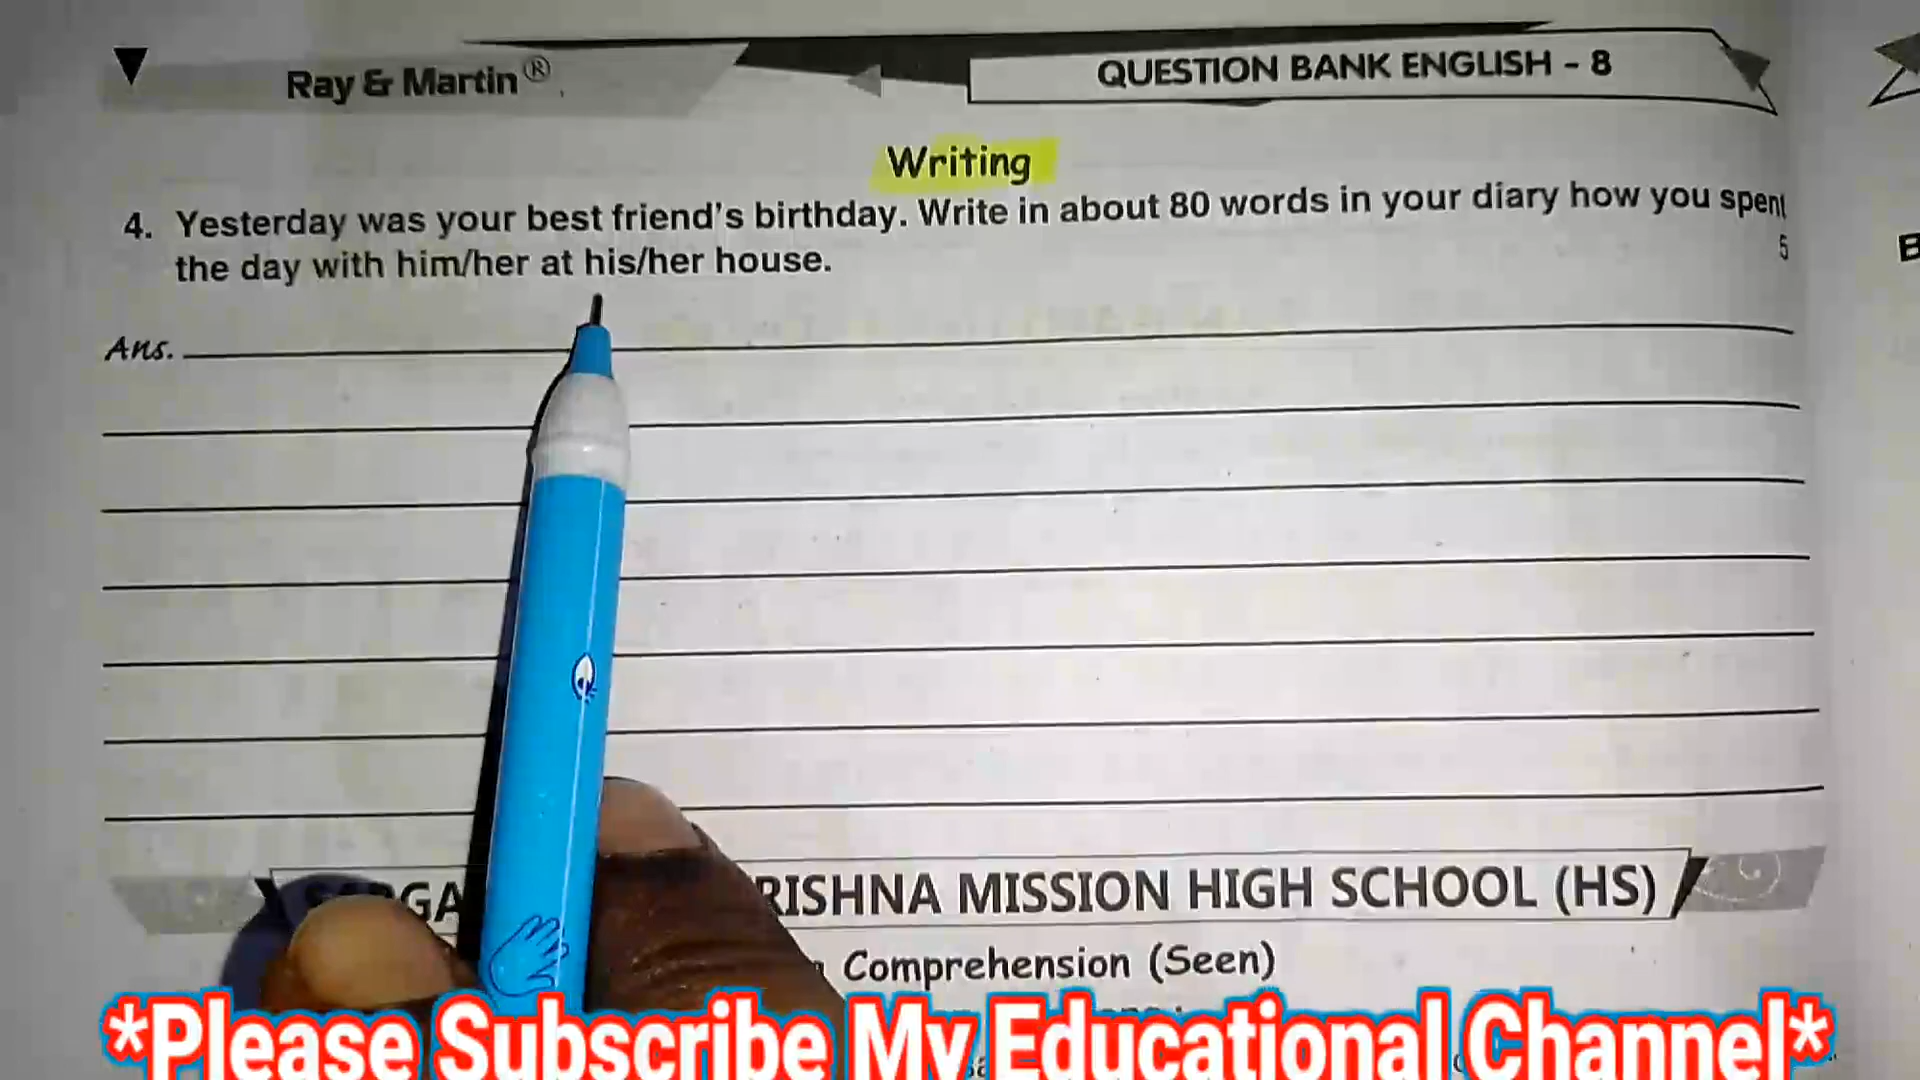 Ray & Martin®
QUESTION BANK ENGLISH - 8
Writing
4. Yesterday was your best friend's birthday. Write in about 80 words in your diary how you spent
the day with him/her at his/her house.
5
Ans.
MISSION HIGH SCHOOL (HS)
Comprehension (Seen)
*Please Subscribe My Educational Channel*